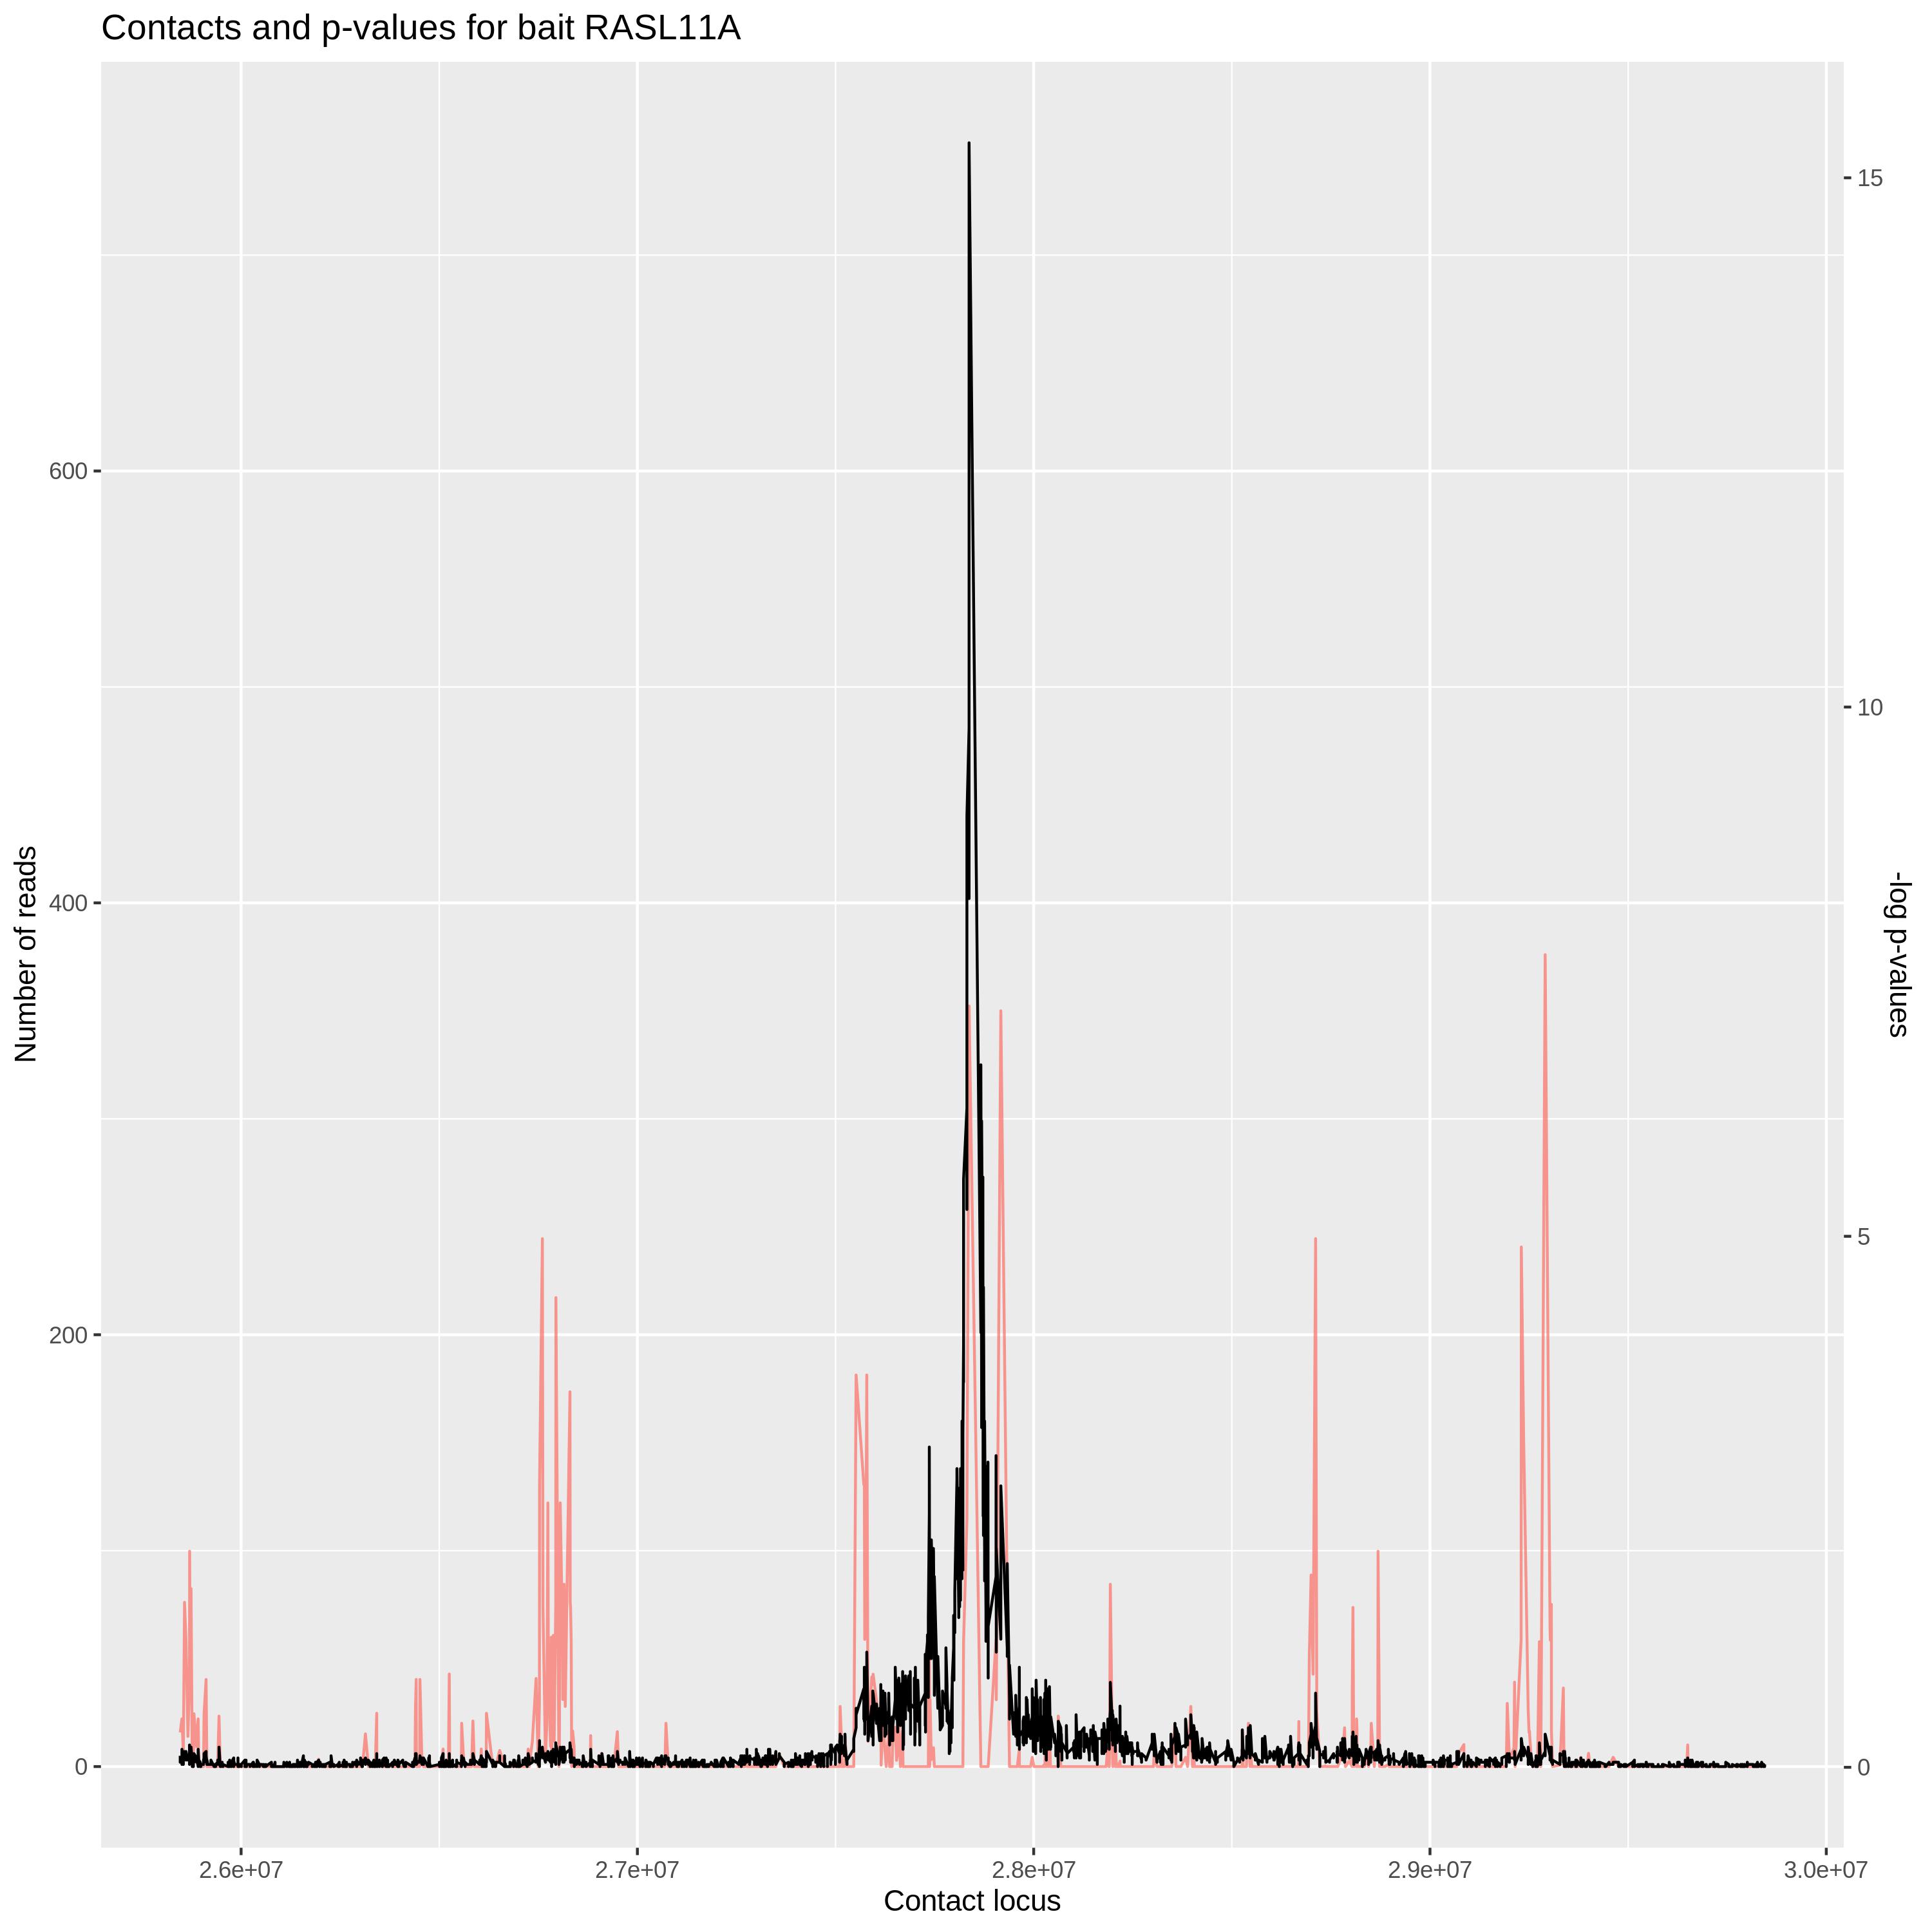 Contacts and p-values for bait RASL11A
15
600
10
Number of reads
400
-log p-values
5
200
0
0
2.6e+07
2.7e+07
2.8e+07
2.9e+07
3.0e+07
Contact locus